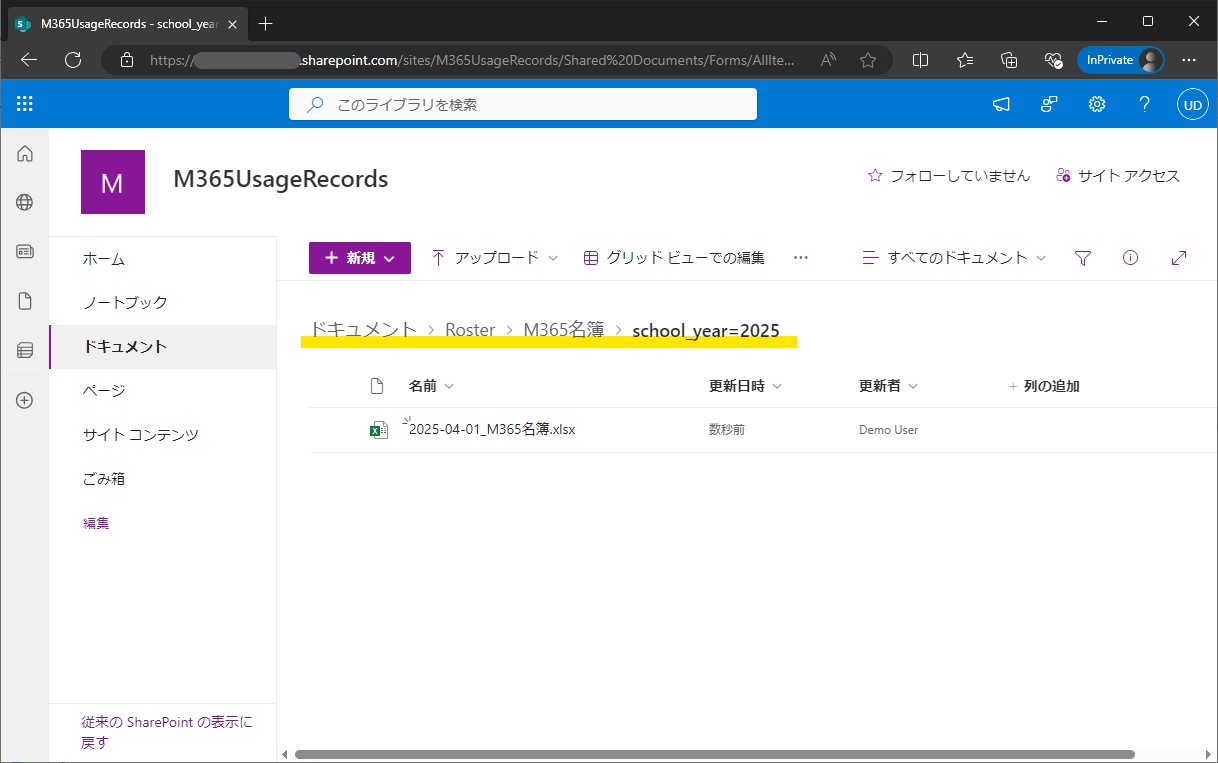 M365UsageRecords - school_year
https://
.sharepoint.com/sites/M365UsageRecords/Shared%20Documents/Forms/AllIte...
InPrivate
このライブラリを検索
UD
M
M365UsageRecords
フォローしていません
サイト アクセス
ホーム
ノートブック
ドキュメント
ページ
サイト コンテンツ
ごみ箱
編集
従来の SharePoint の表示に
戻す
新規
アップロード
グリッド ビューでの編集
すべてのドキュメント
ドキュメント > Roster > M365名簿 > school_year=2025
名前
更新日時
更新者
+ 列の追加
2025-04-01_M365名簿.xlsx
数秒前
Demo User